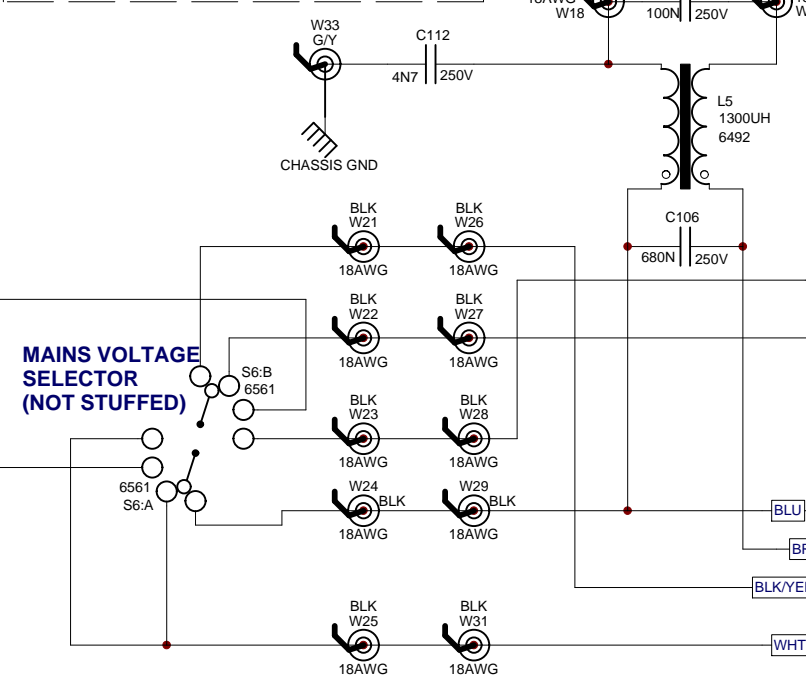 W18
100N
250V
W33
G/Y
C112
4N7
250V
L5
1300UH
6492
CHASSIS GND
BLK
W21
18AWG
BLK
W26
18AWG
C106
680N
250V
BLK
W22
18AWG
BLK
W27
18AWG
MAINS VOLTAGE
SELECTOR
(NOT STUFFED)
S6:B
6561
BLK
W23
18AWG
BLK
W28
18AWG
6561
S6:A
W24
BLK
18AWG
W29
BLK
18AWG
BLU
BLK/YE
BLK
W25
18AWG
BLK
W31
18AWG
WHT